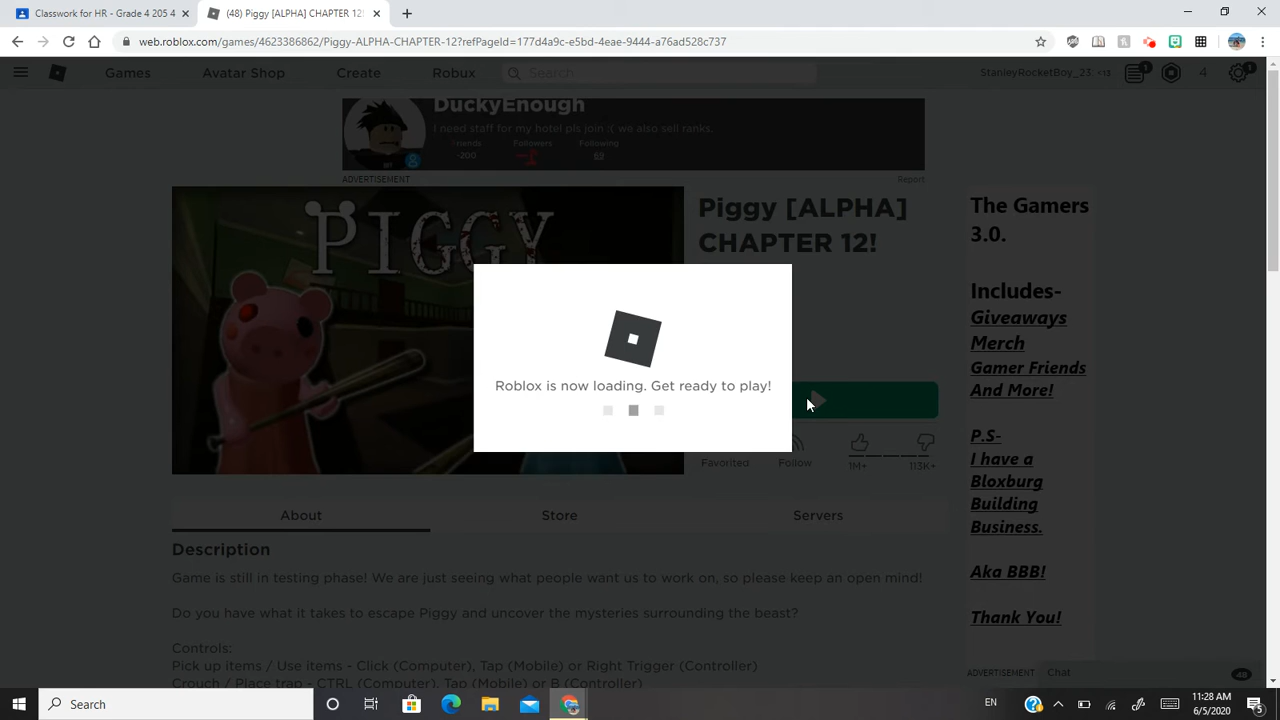 Classwork for HR - Grade 4 205 4
(48) Piggy [ALPHA] CHAPTER 12!
web.roblox.com/games/4623386862/Piggy-ALPHA-CHAPTER-12?refPageId=177d4a9c-e5bd-4eae-9444-a76ad528c737
Games
Avatar Shop
Create
Robux
Search
StanleyRocketBoy_23: <13
1
4
1
DuckyEnough
I need staff for my hotel pls join :( we also sell ranks.
Followers
Following
-200
69
ADVERTISEMENT
Report
PIGGY
Piggy [ALPHA]
CHAPTER 12!
Roblox is now loading. Get ready to play!
Favorited
Follow
1M+
113K+
The Gamers
3.0.
Includes-
Giveaways
Merch
Gamer Friends
And More!
P.S-
I have a
Bloxburg
Building
Business.
Aka BBB!
Thank You!
ADVERTISEMENT
About
Store
Servers
Description
Game is still in testing phase! We are just seeing what people want us to work on, so please keep an open mind!
Do you have what it takes to escape Piggy and uncover the mysteries surrounding the beast?
Controls:
Pick up items / Use items - Click (Computer), Tap (Mobile) or Right Trigger (Controller)
Crouch / Place trap - CTRL (Computer), Tap (Mobile) or B (Controller)
Chat
48
Search
EN
11:28 AM
6/5/2020
5